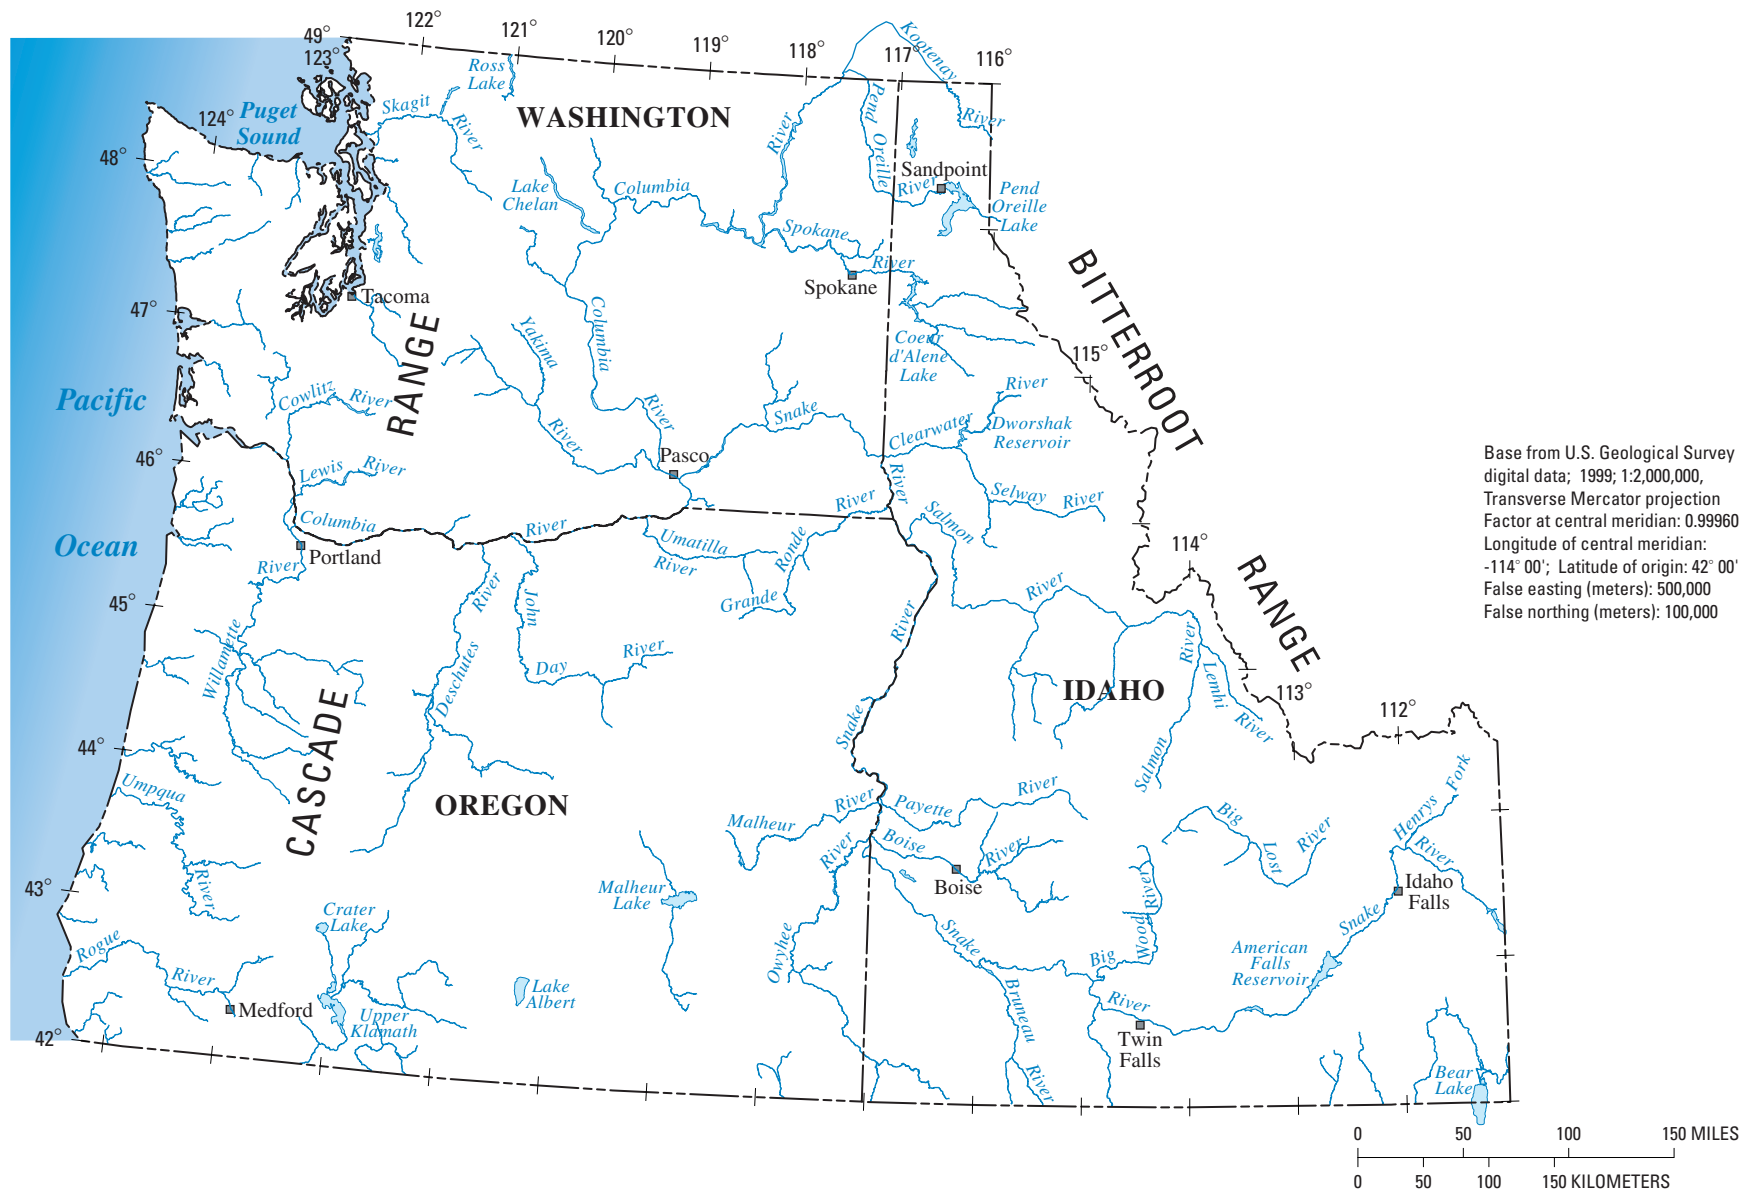 122°
121°
120°
119°
118°
117°
116°
49°
123°
124°
Puget
Sound
Ross
Lake
Skagit
River
WASHINGTON
Kootenay
River
River
Pend
Oreille
River
Sandpoint
Pend
Oreille
Lake
48°
Lake
Chelan
Columbia
Spokane
River
Spokane
Coeur
d'Alene
Lake
Tacoma
47°
RANGE
Yakima
River
Columbia
River
BITTERROOT
RANGE
115°
Pacific
Ocean
Cowlitz
River
46°
Lewis
River
Pasco
Snake
River
Clearwater
River
Dworshak
Reservoir
Selway
River
Columbia
River
Portland
River
Willamette
Umatilla
River
Grande
Ronde
River
Salmon
River
River
Salmon
114°
45°
River
Deschutes
John
Day
River
River
Snake
IDAHO
Lemhi
River
113°
112°
44°
CASCADE
OREGON
Umpqua
River
Malheur
River
Payette
River
Boise
River
Boise
River
Owyhee
Big
Lost
River
Henrys
Fork
River
Idaho
Falls
43°
Malheur
Lake
Crater
Lake
Rogue
River
Medford
Upper
Klamath
Lake
Albert
Snake
Bruneau
River
Big
Wood
River
River
Twin
Falls
Snake
American
Falls
Reservoir
Bear
Lake
42°
Base from U.S. Geological Survey
digital data; 1999; 1:2,000,000,
Transverse Mercator projection
Factor at central meridian: 0.99960
Longitude of central meridian:
-114° 00'; Latitude of origin: 42° 00'
False easting (meters): 500,000
False northing (meters): 100,000
0 50 100 150 MILES
0 50 100 150 KILOMETERS